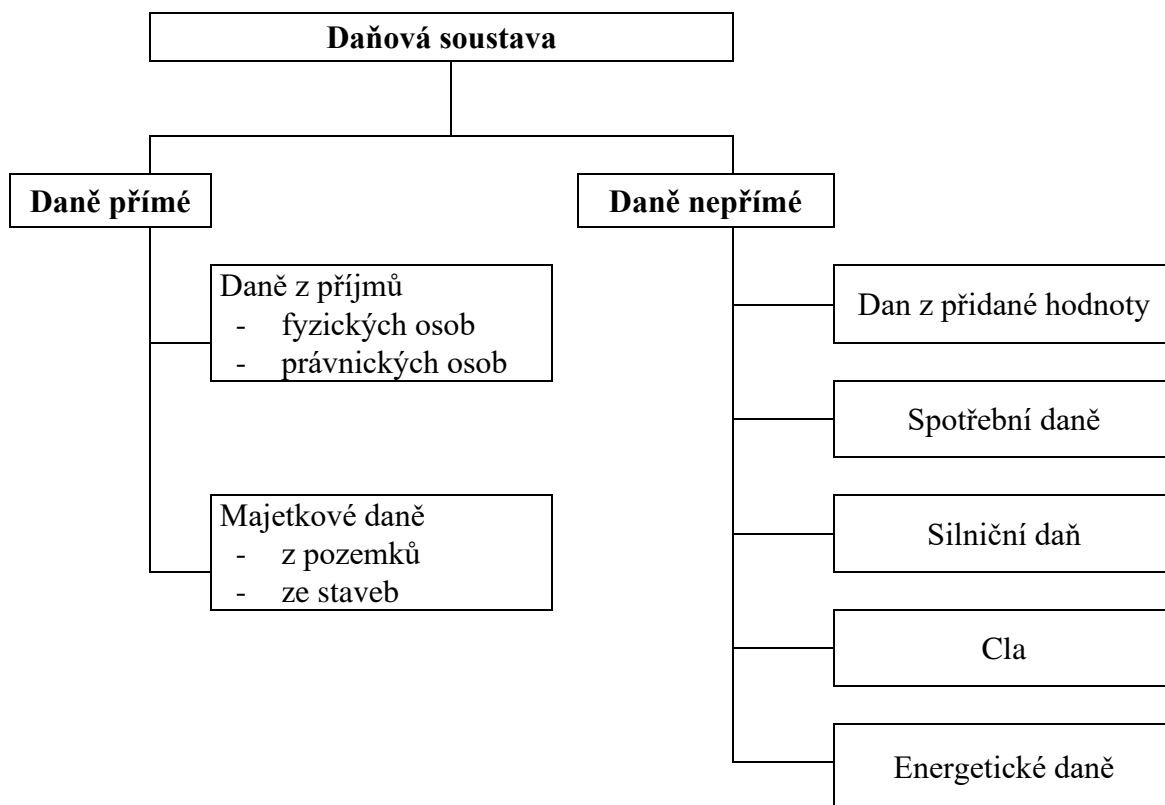 Daňová soustava
Daně přímé
Daně nepřímé
Daně z příjmů
- fyzických osob
- právnických osob
Majetkové daně
- z pozemků
- ze staveb
Dan z přidané hodnoty
Spotřební daně
Silniční daň
Cla
Energetické daně